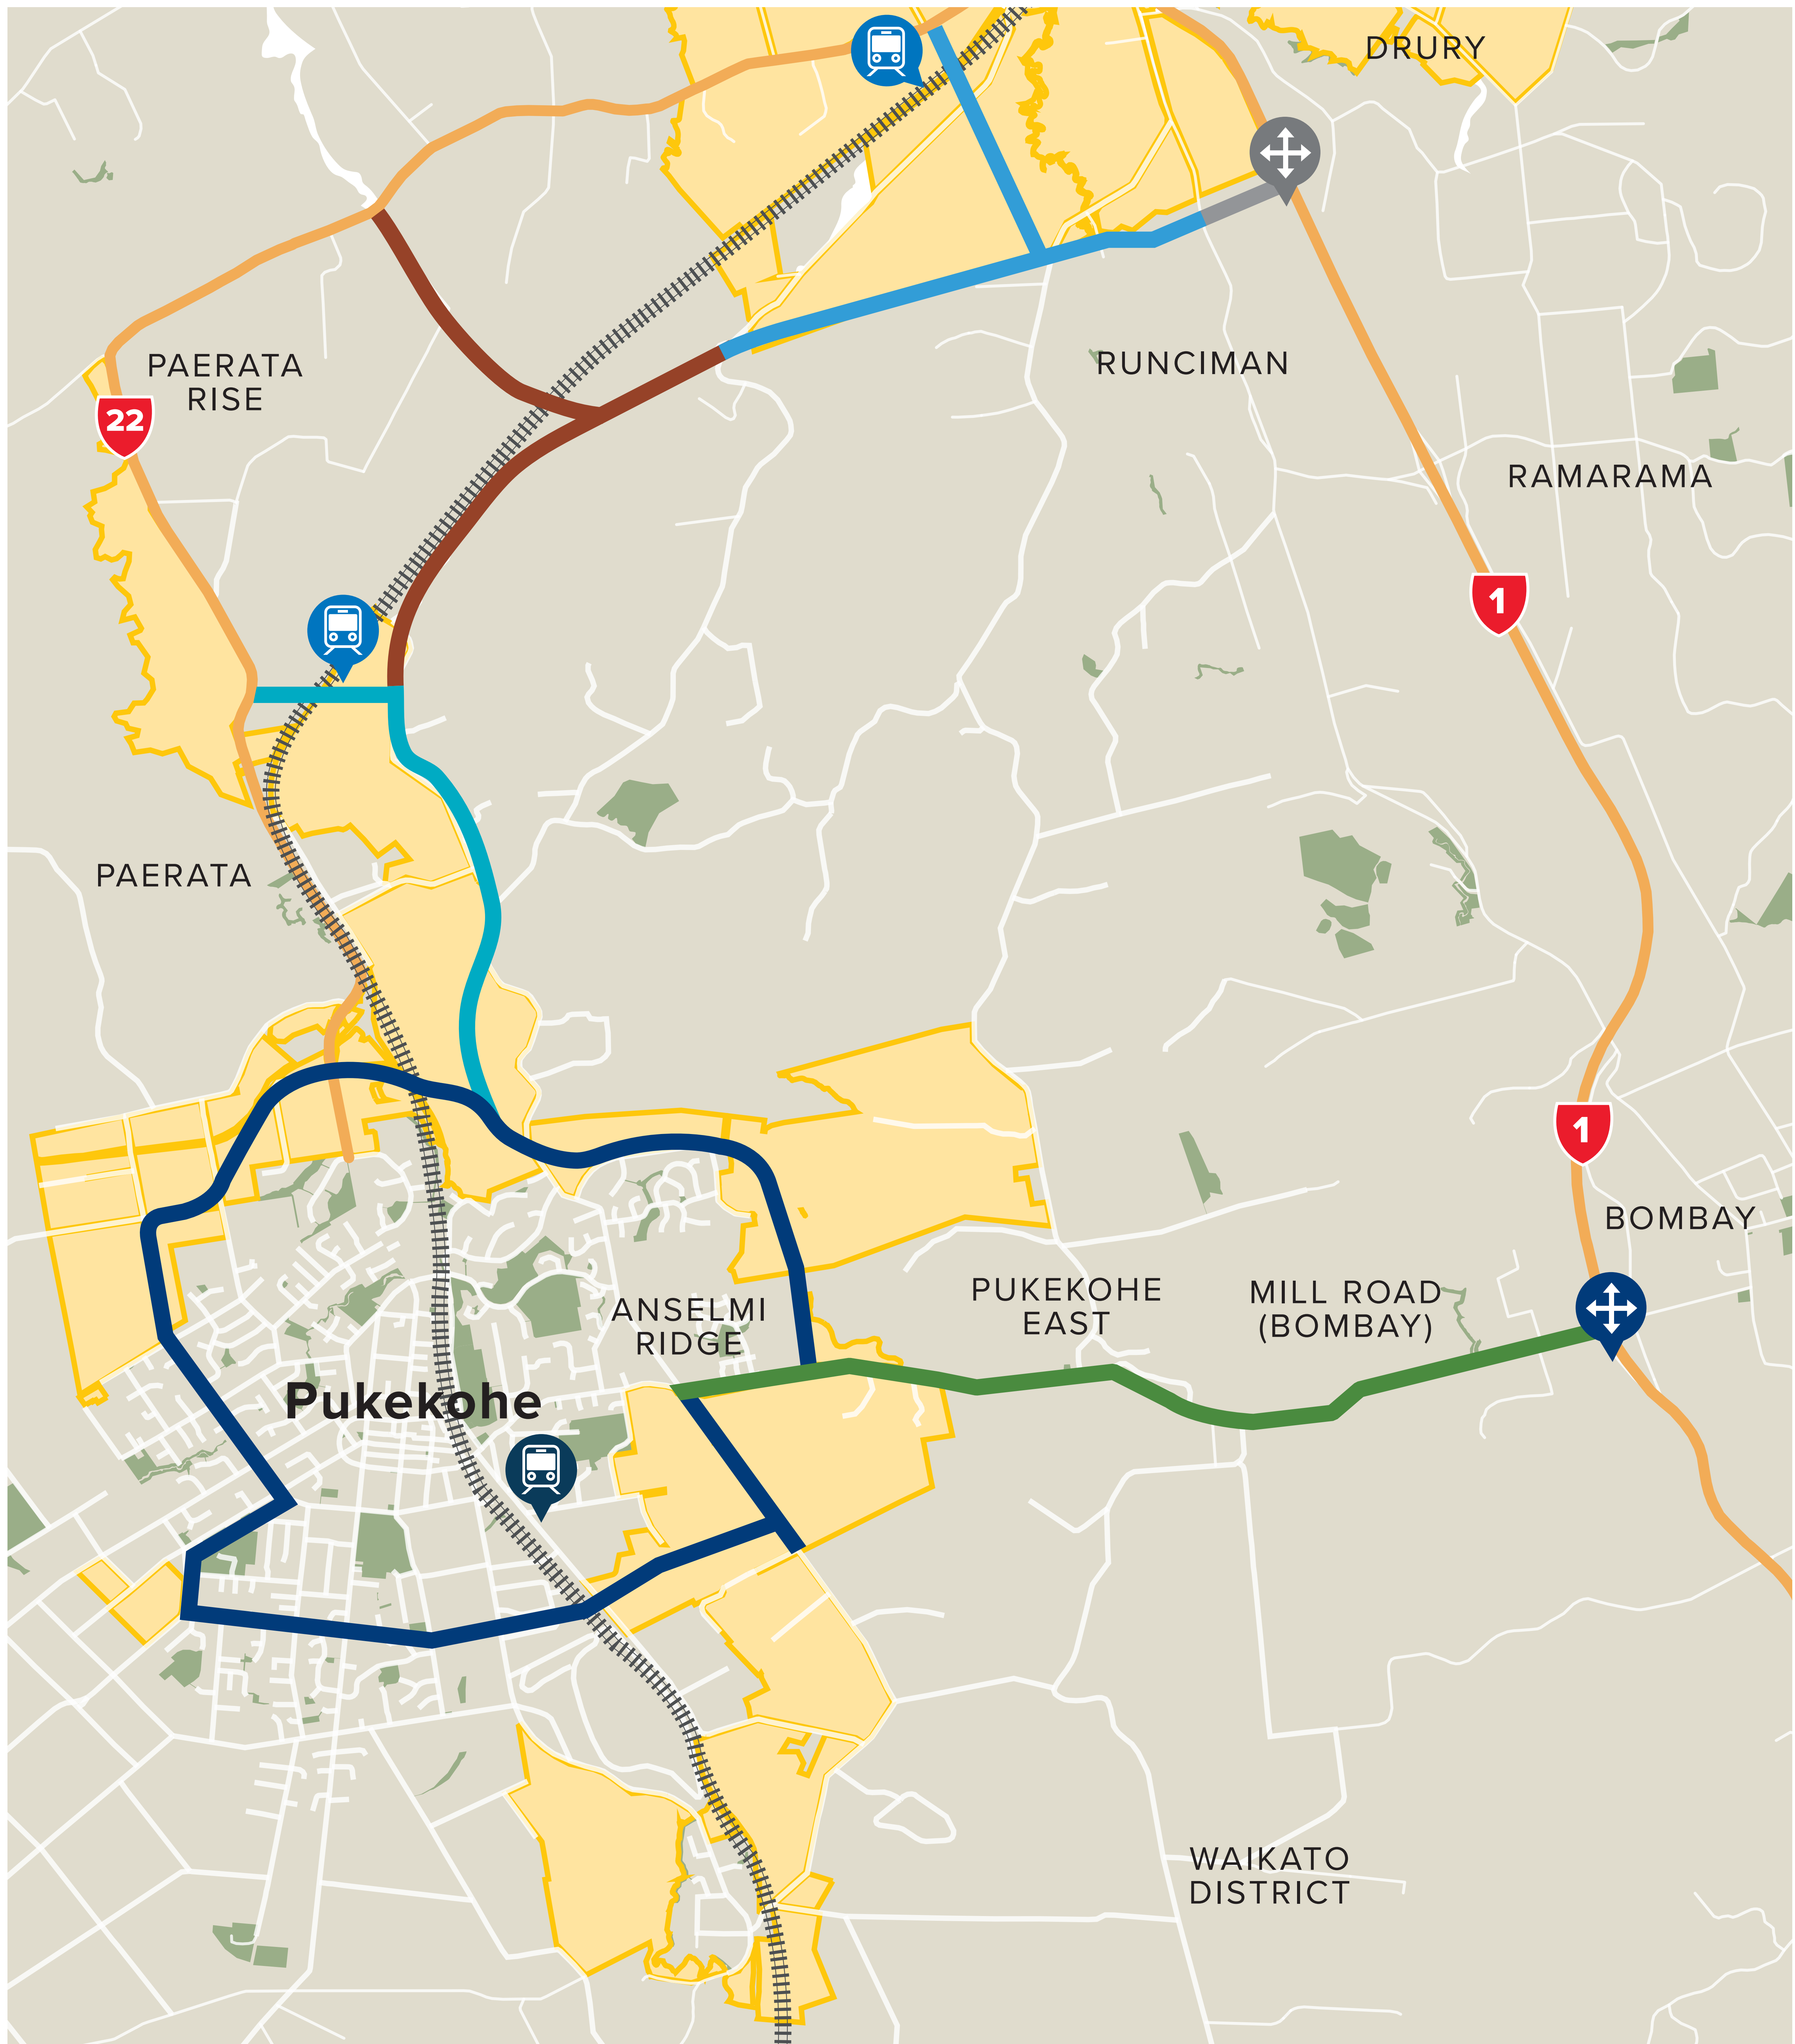 DRURY
PAERATA
RISE
RUNCIMAN
22
RAMARAMA
1
PAERATA
1
BOMBAY
PUKEKOHE
EAST
MILL ROAD
(BOMBAY)
ANSELMI
RIDGE
Pukekohe
WAIKATO
DISTRICT